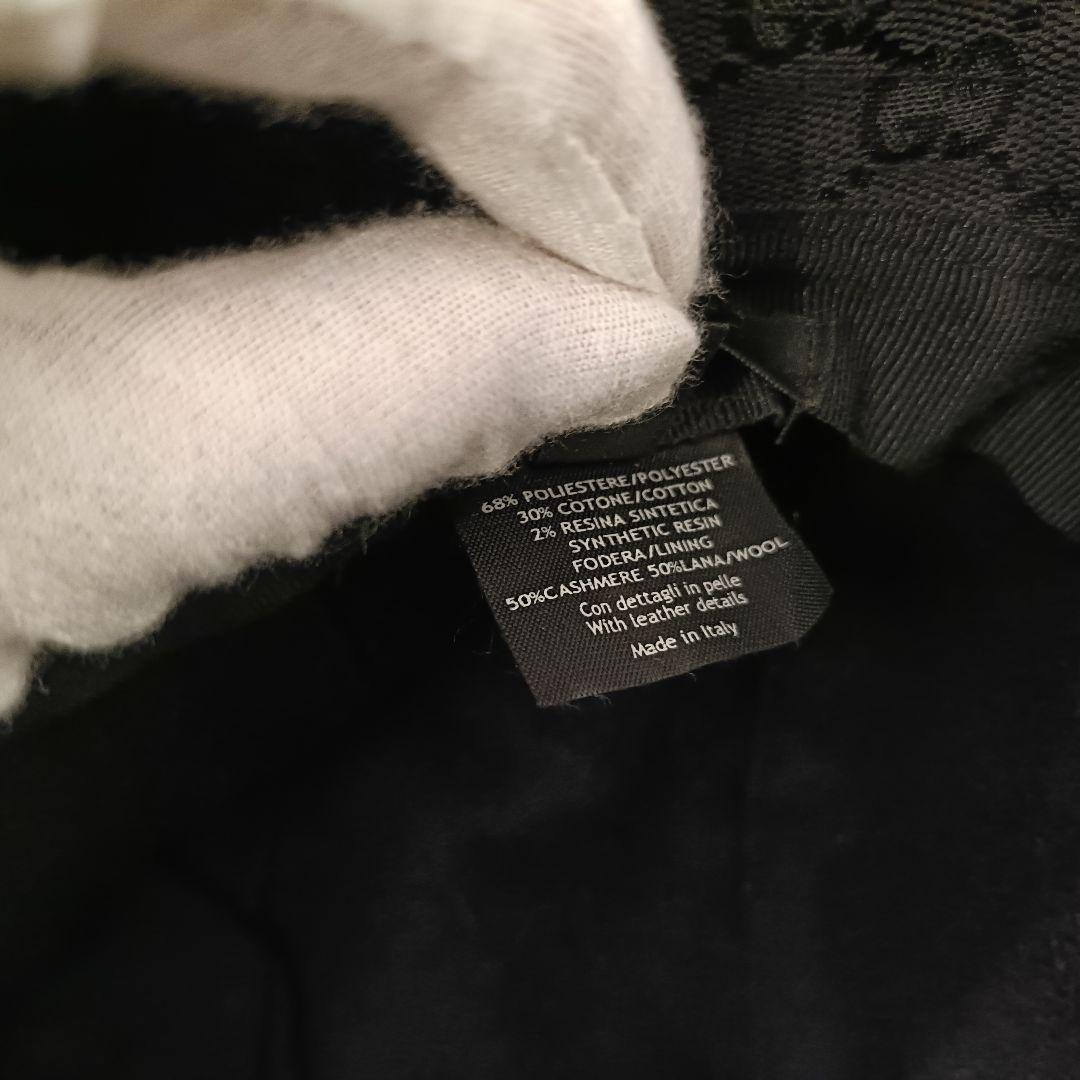 68% POLIESTERE/POLYESTER
30% COTONE/COTTON
2% RESINA SINTETICA
SYNTHETIC RESIN
FODERA/LINING
50%CASHMERE 50%LANA/WOOL
Con dettagli in pelle
With leather details
Made in Italy